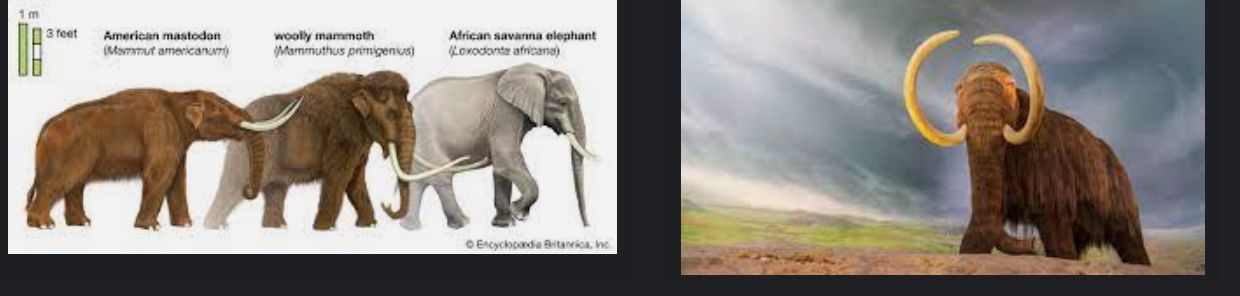 1 m
3 feet
American mastodon
(Mammut americanum)
woolly mammoth
(Mammuthus primigenius)
African savanna elephant
(Loxodonta africana)
© Encyclopædia Britannica, Inc.